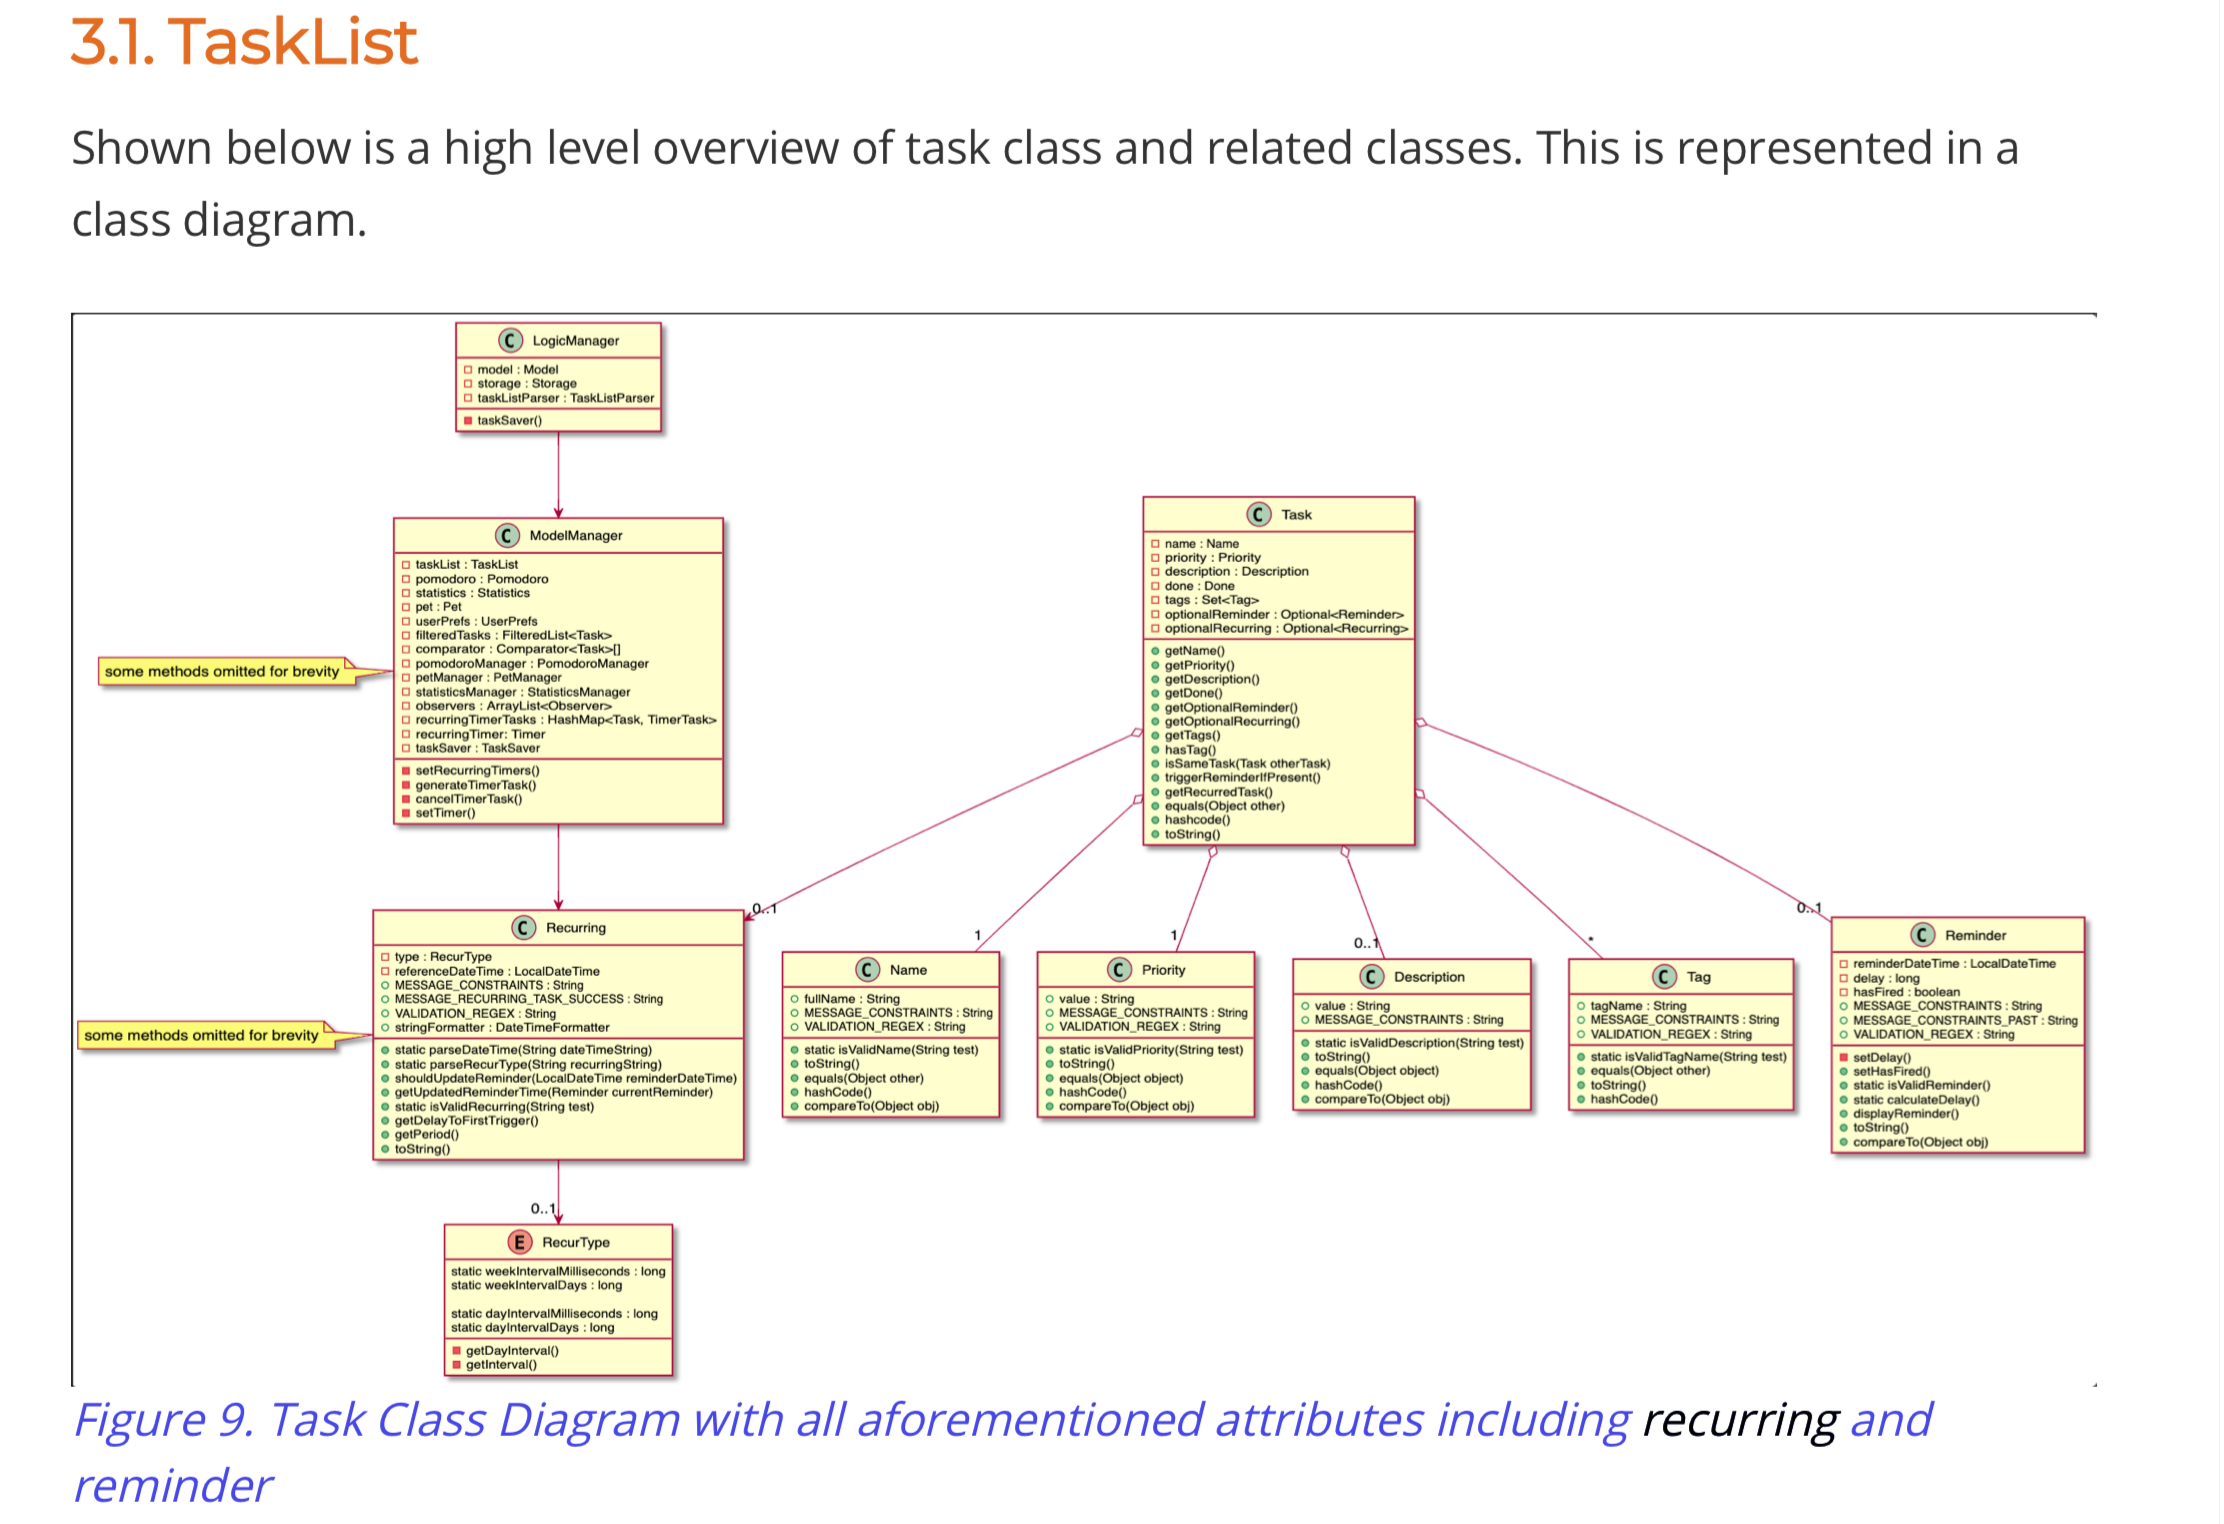 3.1. TaskList
Shown below is a high level overview of task class and related classes. This is represented in a
class diagram.
C LogicManager
model : Model
storage : Storage
taskListParser : TaskListParser
taskSaver()
C ModelManager
taskList : TaskList
pomodoro : Pomodoro
statistics : Statistics
pet : Pet
userPrefs : UserPrefs
filteredTasks : FilteredList<Task>
comparator : Comparator<Task>[]
pomodoroManager : PomodoroManager
petManager : PetManager
statisticsManager : StatisticsManager
observers : ArrayList<Observer>
recurringTimerTasks : HashMap<Task, TimerTask>
recurringTimer: Timer
taskSaver : TaskSaver
setRecurringTimers()
generateTimerTask()
cancelTimerTask()
setTimer()
some methods omitted for brevity
C Task
name : Name
priority : Priority
description : Description
done : Done
tags : Set<Tag>
optionalReminder : Optional<Reminder>
optionalRecurring : Optional<Recurring>
getName()
getPriority()
getDescription()
getDone()
getOptionalReminder()
getOptionalRecurring()
getTags()
hasTag()
isSameTask(Task otherTask)
triggerReminderIfPresent()
getRecurredTask()
equals(Object other)
hashcode()
toString()
0..1
1
1
0..1
*
0..1
C Recurring
type : RecurType
referenceDateTime : LocalDateTime
MESSAGE_CONSTRAINTS : String
MESSAGE_RECURRING_TASK_SUCCESS : String
VALIDATION_REGEX : String
stringFormatter : DateTimeFormatter
static parseDateTime(String dateTimeString)
static parseRecurType(String recurringString)
shouldUpdateReminder(LocalDateTime reminderDateTime)
getUpdatedReminderTime(Reminder currentReminder)
static isValidRecurring(String test)
getDelayToFirstTrigger()
getPeriod()
toString()
some methods omitted for brevity
C Name
fullName : String
MESSAGE_CONSTRAINTS : String
VALIDATION_REGEX : String
static isValidName(String test)
toString()
equals(Object other)
hashCode()
compareTo(Object obj)
C Priority
value : String
MESSAGE_CONSTRAINTS : String
VALIDATION_REGEX : String
static isValidPriority(String test)
toString()
equals(Object object)
hashCode()
compareTo(Object obj)
C Description
value : String
MESSAGE_CONSTRAINTS : String
static isValidDescription(String test)
toString()
equals(Object object)
hashCode()
compareTo(Object obj)
C Tag
tagName : String
MESSAGE_CONSTRAINTS : String
VALIDATION_REGEX : String
static isValidTagName(String test)
equals(Object other)
toString()
hashCode()
C Reminder
reminderDateTime : LocalDateTime
delay : long
hasFired : boolean
MESSAGE_CONSTRAINTS : String
MESSAGE_CONSTRAINTS_PAST : String
VALIDATION_REGEX : String
setDelay()
setHasFired()
static isValidReminder()
static calculateDelay()
displayReminder()
toString()
compareTo(Object obj)
0..1
E RecurType
static weekIntervalMilliseconds : long
static weekIntervalDays : long
static dayIntervalMilliseconds : long
static dayIntervalDays : long
getDayInterval()
getInterval()
Figure 9. Task Class Diagram with all aforementioned attributes including recurring and
reminder